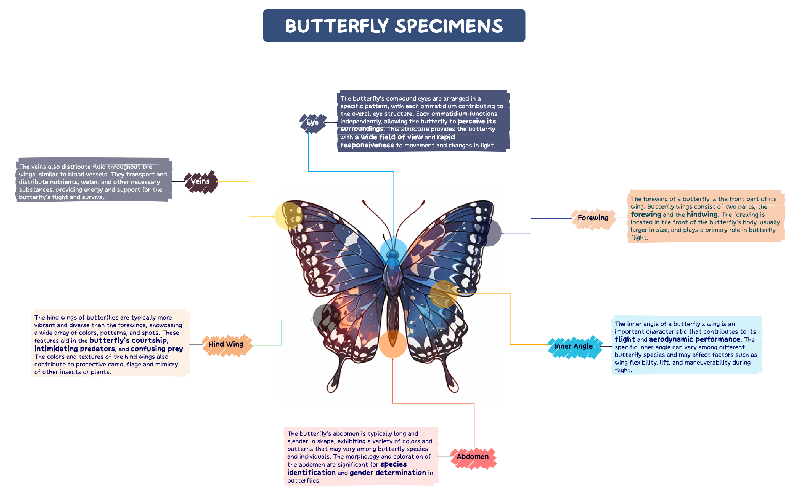 BUTTERFLY SPECIMENS
Eye
The butterfly's compound eyes are arranged in a
specific pattern, with each ommatidium contributing to
the overall eye structure. Each ommatidium functions
independently, allowing the butterfly to perceive its
surroundings. This structure provides the butterfly
with a wide field of view and rapid
responsiveness to movement and changes in light.
The veins also distribute fluid throughout the
wings, similar to blood vessels. They transport and
distribute nutrients, water, and other necessary
substances, providing energy and support for the
butterfly's flight and survival.
Veins
Forewing
The forewing of a butterfly is the front part of its
wing. Butterfly wings consist of two parts, the
forewing and the hindwing. The forewing is
located in the front of the butterfly's body, usually
larger in size, and plays a primary role in butterfly
flight.
The hind wings of butterflies are typically more
vibrant and diverse than the forewings, showcasing
a wide array of colors, patterns, and spots. These
features aid in the butterfly's courtship,
intimidating predators, and confusing prey.
The colors and textures of the hind wings also
contribute to protective camouflage and mimicry
of other insects or plants.
Hind Wing
Inner Angle
The inner angle of a butterfly's wing is an
important characteristic that contributes to its
flight and aerodynamic performance. The
specific inner angle can vary among different
butterfly species and may affect factors such as
wing flexibility, lift, and maneuverability during
flight.
The butterfly's abdomen is typically long and
slender in shape, exhibiting a variety of colors and
patterns that may vary among butterfly species
and individuals. The morphology and coloration of
the abdomen are significant for species
identification and gender determination in
butterflies.
Abdomen